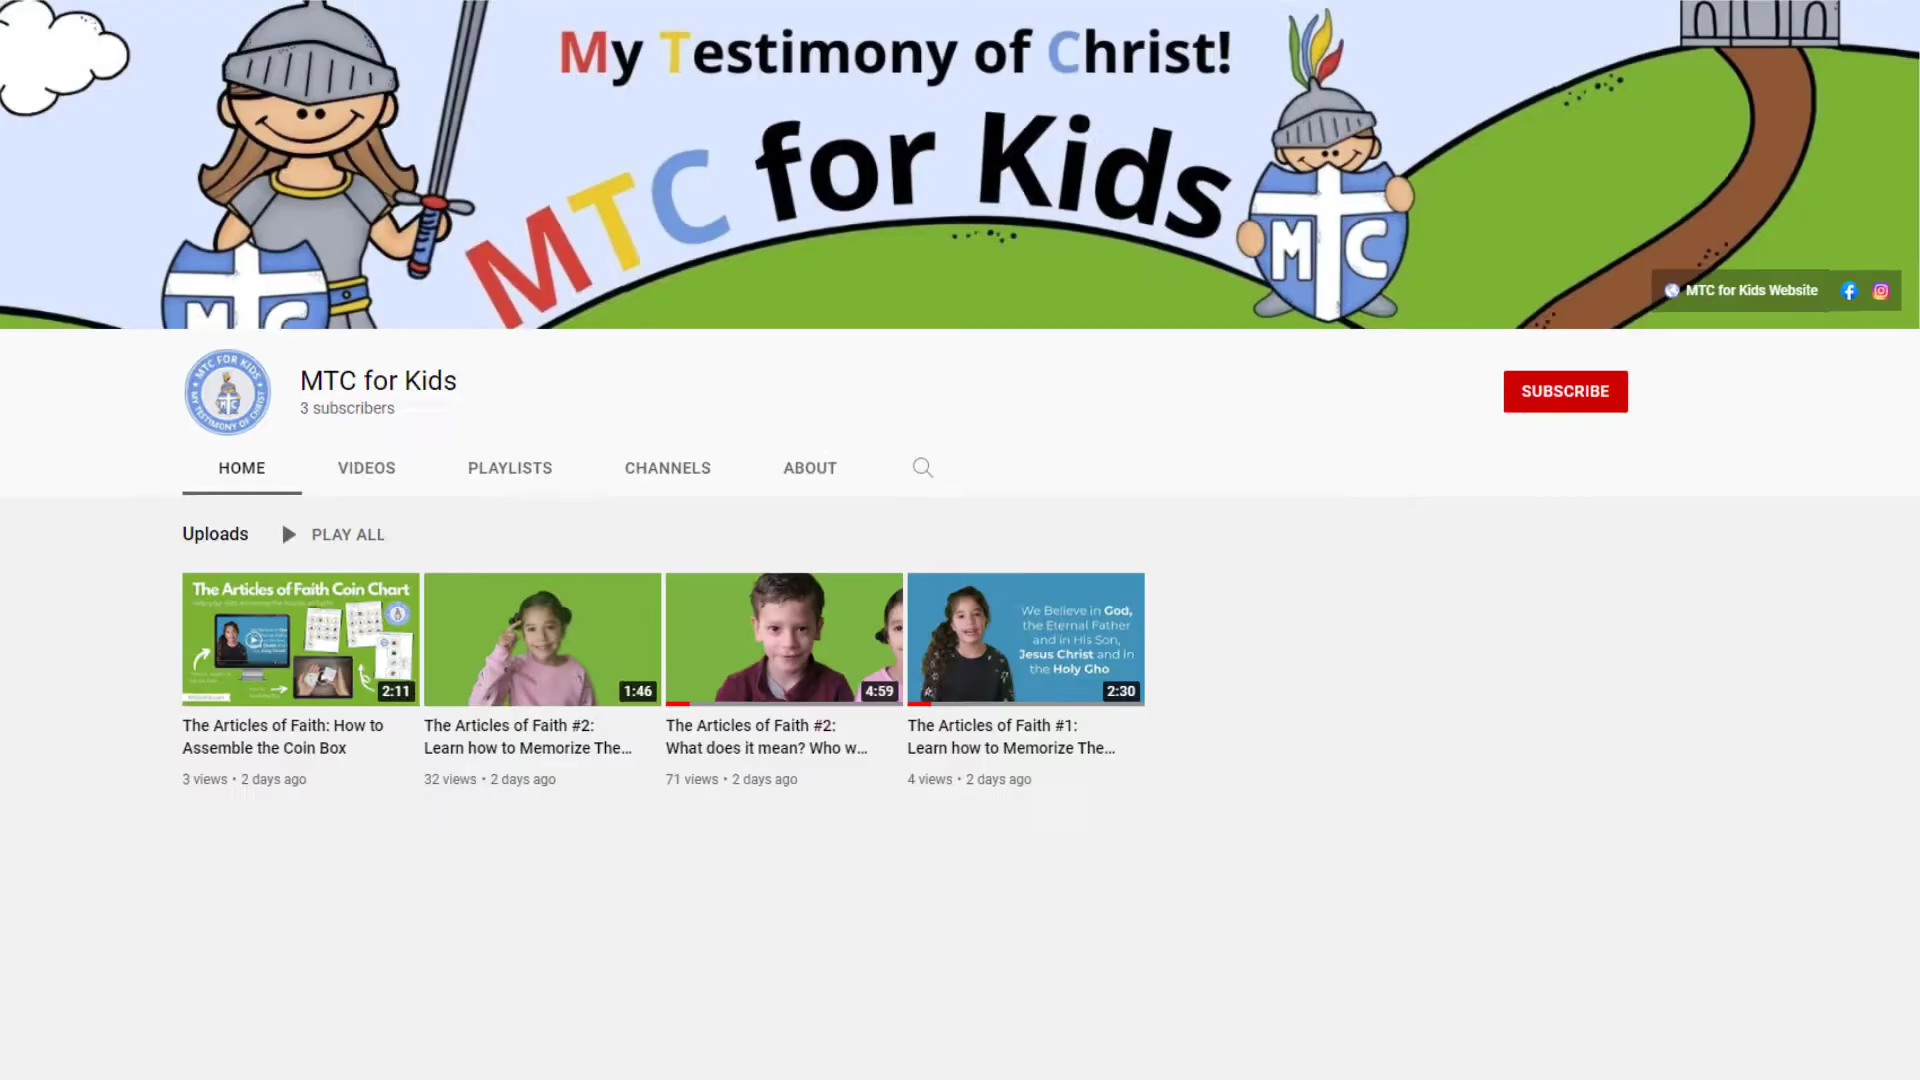 My Testimony of Christ!
MTC for Kids
M C
M T C
MTC for Kids Website
MTC FOR KIDS
MY TESTIMONY OF CHRIST
MTC for Kids
3 subscribers
SUBSCRIBE
HOME
VIDEOS
PLAYLISTS
CHANNELS
ABOUT
Uploads
PLAY ALL
The Articles of Faith Coin Chart
2:11
1:46
4:59
We Believe in God,
the Eternal Father
and in His Son,
Jesus Christ and in
the Holy Gho
2:30
The Articles of Faith: How to
Assemble the Coin Box
3 views • 2 days ago
The Articles of Faith #2:
Learn how to Memorize The...
32 views • 2 days ago
The Articles of Faith #2:
What does it mean? Who w...
71 views • 2 days ago
The Articles of Faith #1:
Learn how to Memorize The...
4 views • 2 days ago